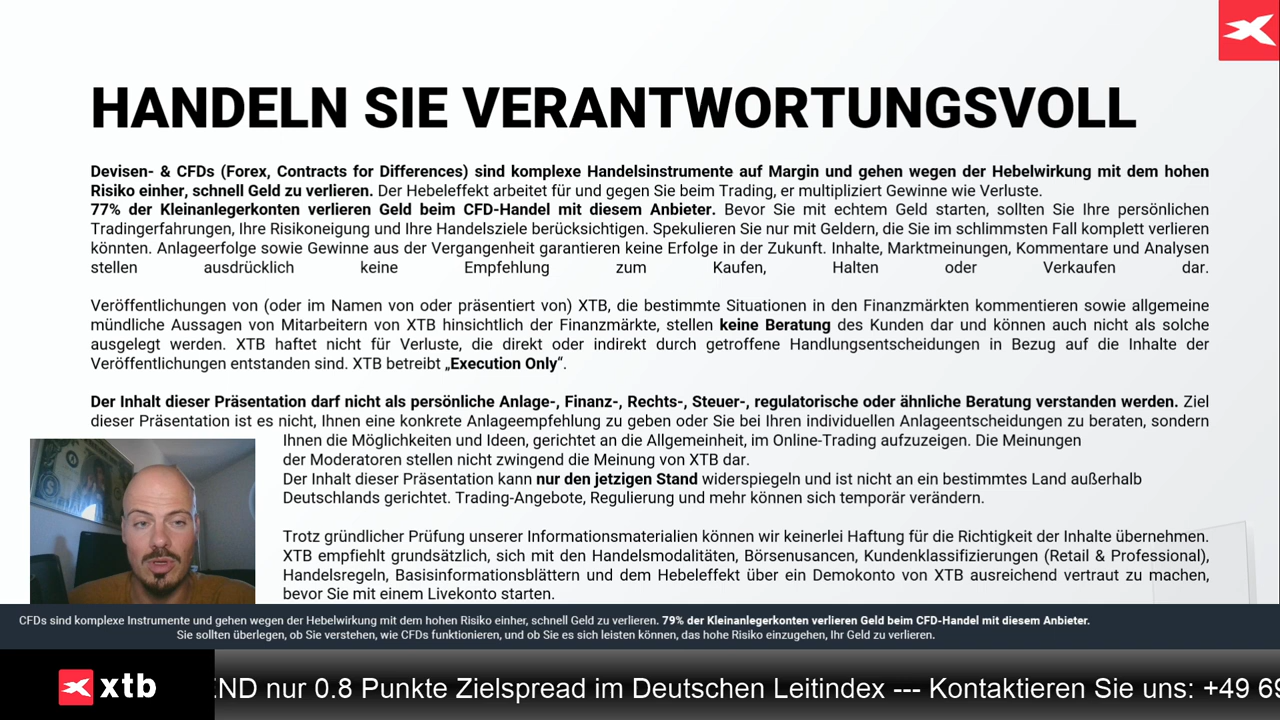 HANDELN SIE VERANTWORTUNGSVOLL
Devisen- & CFDs (Forex, Contracts for Differences) sind komplexe Handelsinstrumente auf Margin und gehen wegen der Hebelwirkung mit dem hohen
Risiko einher, schnell Geld zu verlieren. Der Hebeleffekt arbeitet für und gegen Sie beim Trading, er multipliziert Gewinne wie Verluste.
77% der Kleinanlegerkonten verlieren Geld beim CFD-Handel mit diesem Anbieter. Bevor Sie mit echtem Geld starten, sollten Sie Ihre persönlichen
Tradingerfahrungen, Ihre Risikoneigung und Ihre Handelsziele berücksichtigen. Spekulieren Sie nur mit Geldern, die Sie im schlimmsten Fall komplett verlieren
könnten. Anlageerfolge sowie Gewinne aus der Vergangenheit garantieren keine Erfolge in der Zukunft. Inhalte, Marktmeinungen, Kommentare und Analysen
stellen ausdrücklich keine Empfehlung zum Kaufen, Halten oder Verkaufen dar.
Veröffentlichungen von (oder im Namen von oder präsentiert von) XTB, die bestimmte Situationen in den Finanzmärkten kommentieren sowie allgemeine
mündliche Aussagen von Mitarbeitern von XTB hinsichtlich der Finanzmärkte, stellen keine Beratung des Kunden dar und können auch nicht als solche
ausgelegt werden. XTB haftet nicht für Verluste, die direkt oder indirekt durch getroffene Handlungsentscheidungen in Bezug auf die Inhalte der
Veröffentlichungen entstanden sind. XTB betreibt „Execution Only“.
Der Inhalt dieser Präsentation darf nicht als persönliche Anlage-, Finanz-, Rechts-, Steuer-, regulatorische oder ähnliche Beratung verstanden werden. Ziel
dieser Präsentation ist es nicht, Ihnen eine konkrete Anlageempfehlung zu geben oder Sie bei Ihren individuellen Anlageentscheidungen zu beraten, sondern
Ihnen die Möglichkeiten und Ideen, gerichtet an die Allgemeinheit, im Online-Trading aufzuzeigen. Die Meinungen
der Moderatoren stellen nicht zwingend die Meinung von XTB dar.
Der Inhalt dieser Präsentation kann nur den jetzigen Stand widerspiegeln und ist nicht an ein bestimmtes Land außerhalb
Deutschlands gerichtet. Trading-Angebote, Regulierung und mehr können sich temporär verändern.
Trotz gründlicher Prüfung unserer Informationsmaterialien können wir keinerlei Haftung für die Richtigkeit der Inhalte übernehmen.
XTB empfiehlt grundsätzlich, sich mit den Handelsmodalitäten, Börsenusancen, Kundenklassifizierungen (Retail & Professional),
Handelsregeln, Basisinformationsblättern und dem Hebeleffekt über ein Demokonto von XTB ausreichend vertraut zu machen,
bevor Sie mit einem Livekonto starten.
CFDs sind komplexe Instrumente und gehen wegen der Hebelwirkung mit dem hohen Risiko einher, schnell Geld zu verlieren. 79% der Kleinanlegerkonten verlieren Geld beim CFD-Handel mit diesem Anbieter.
Sie sollten überlegen, ob Sie verstehen, wie CFDs funktionieren, und ob Sie es sich leisten können, das hohe Risiko einzugehen, Ihr Geld zu verlieren.
xtb END nur 0.8 Punkte Zielspread im Deutschen Leitindex --- Kontaktieren Sie uns: +49 69